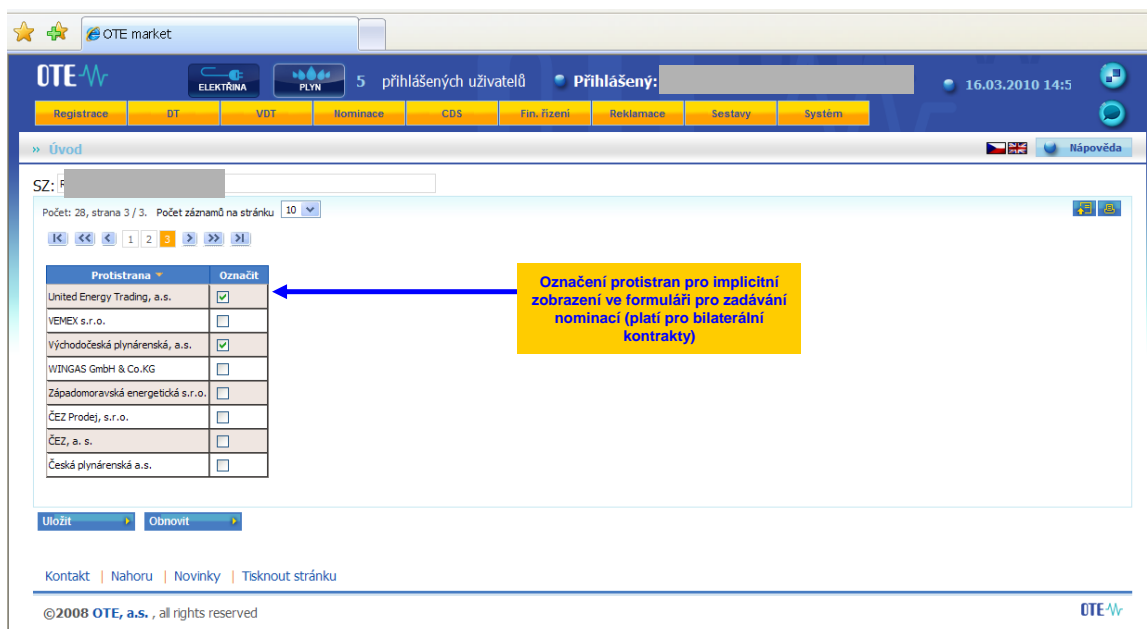 OTE market
OTE ELEKTŘINA PLYN 5 přihlášených uživatelů Přihlášený: 16.03.2010 14:5
Registrace DT VDT Nominace CDS Fin. řízení Reklamace Sestavy Systém
» Úvod Nápověda
SZ:
Počet: 28, strana 3 / 3. Počet záznamů na stránku 10
1 2 3
Protistrana Označit
United Energy Trading, a.s.
VEMEX s.r.o.
Východočeská plynárenská, a.s.
WINGAS GmbH & Co.KG
Západomoravská energetická s.r.o.
ČEZ Prodej, s.r.o.
ČEZ, a. s.
Česká plynárenská a.s.
Označení protistran pro implicitní
zobrazení ve formuláři pro zadávání
nominací (platí pro bilaterální
kontrakty)
Uložit Obnovit
Kontakt | Nahoru | Novinky | Tisknout stránku
©2008 OTE, a.s. , all rights reserved OTE